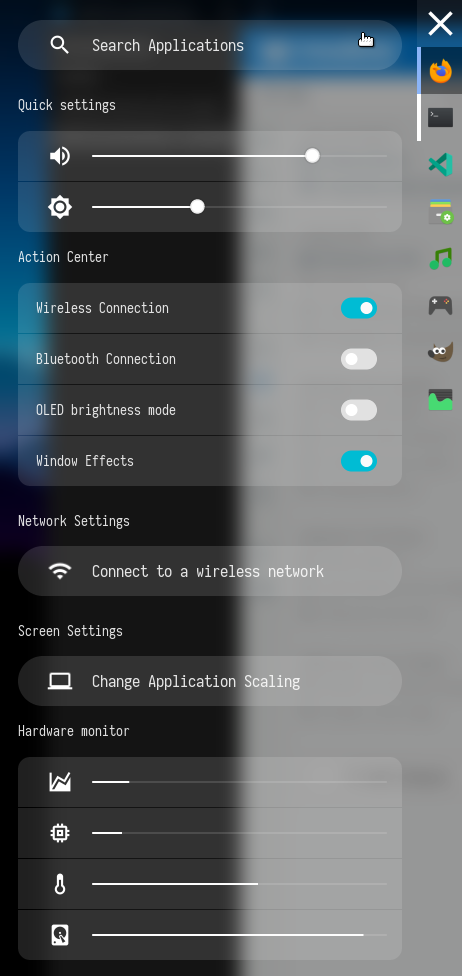 Search Applications
Quick settings
Action Center
Wireless Connection
Bluetooth Connection
OLED brightness mode
Window Effects
Network Settings
Connect to a wireless network
Screen Settings
Change Application Scaling
Hardware monitor